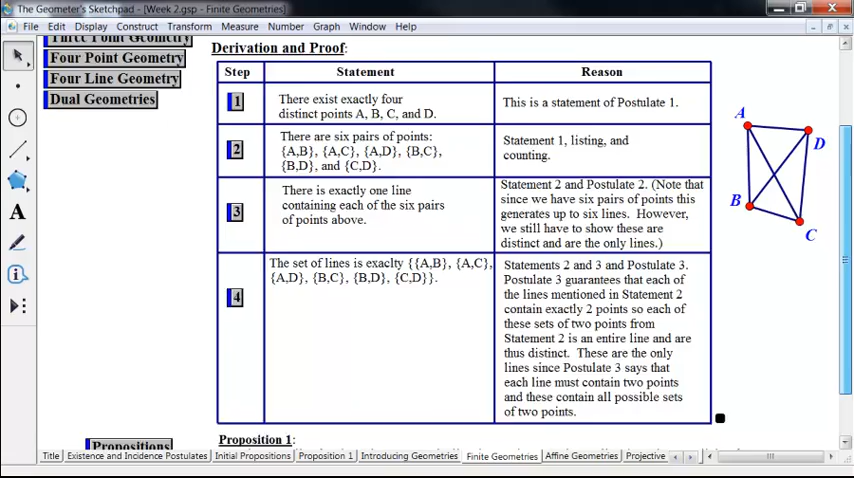 The Geometer's Sketchpad - [Week 2.gsp - Finite Geometries]
File Edit Display Construct Transform Measure Number Graph Window Help
Three Point Geometry
Four Point Geometry
Four Line Geometry
Dual Geometries
Derivation and Proof:
Step Statement Reason
1
There exist exactly four
distinct points A, B, C, and D.
This is a statement of Postulate 1.
2
There are six pairs of points:
{A,B}, {A,C}, {A,D}, {B,C},
{B,D}, and {C,D}.
Statement 1, listing, and
counting.
3
There is exactly one line
containing each of the six pairs
of points above.
Statement 2 and Postulate 2. (Note that
since we have six pairs of points this
generates up to six lines. However,
we still have to show these are
distinct and are the only lines.)
4
The set of lines is exaclty {{A,B}, {A,C},
{A,D}, {B,C}, {B,D}, {C,D}}.
Statements 2 and 3 and Postulate 3.
Postulate 3 guarantees that each of
the lines mentioned in Statement 2
contain exactly 2 points so each of
these sets of two points from
Statement 2 is an entire line and are
thus distinct. These are the only
lines since Postulate 3 says that
each line must contain two points
and these contain all possible sets
of two points.
A
D
B
C
A
Propositions
Proposition 1:
Title Existence and Incidence Postulates Initial Propositions Proposition 1 Introducing Geometries Finite Geometries Affine Geometries Projective